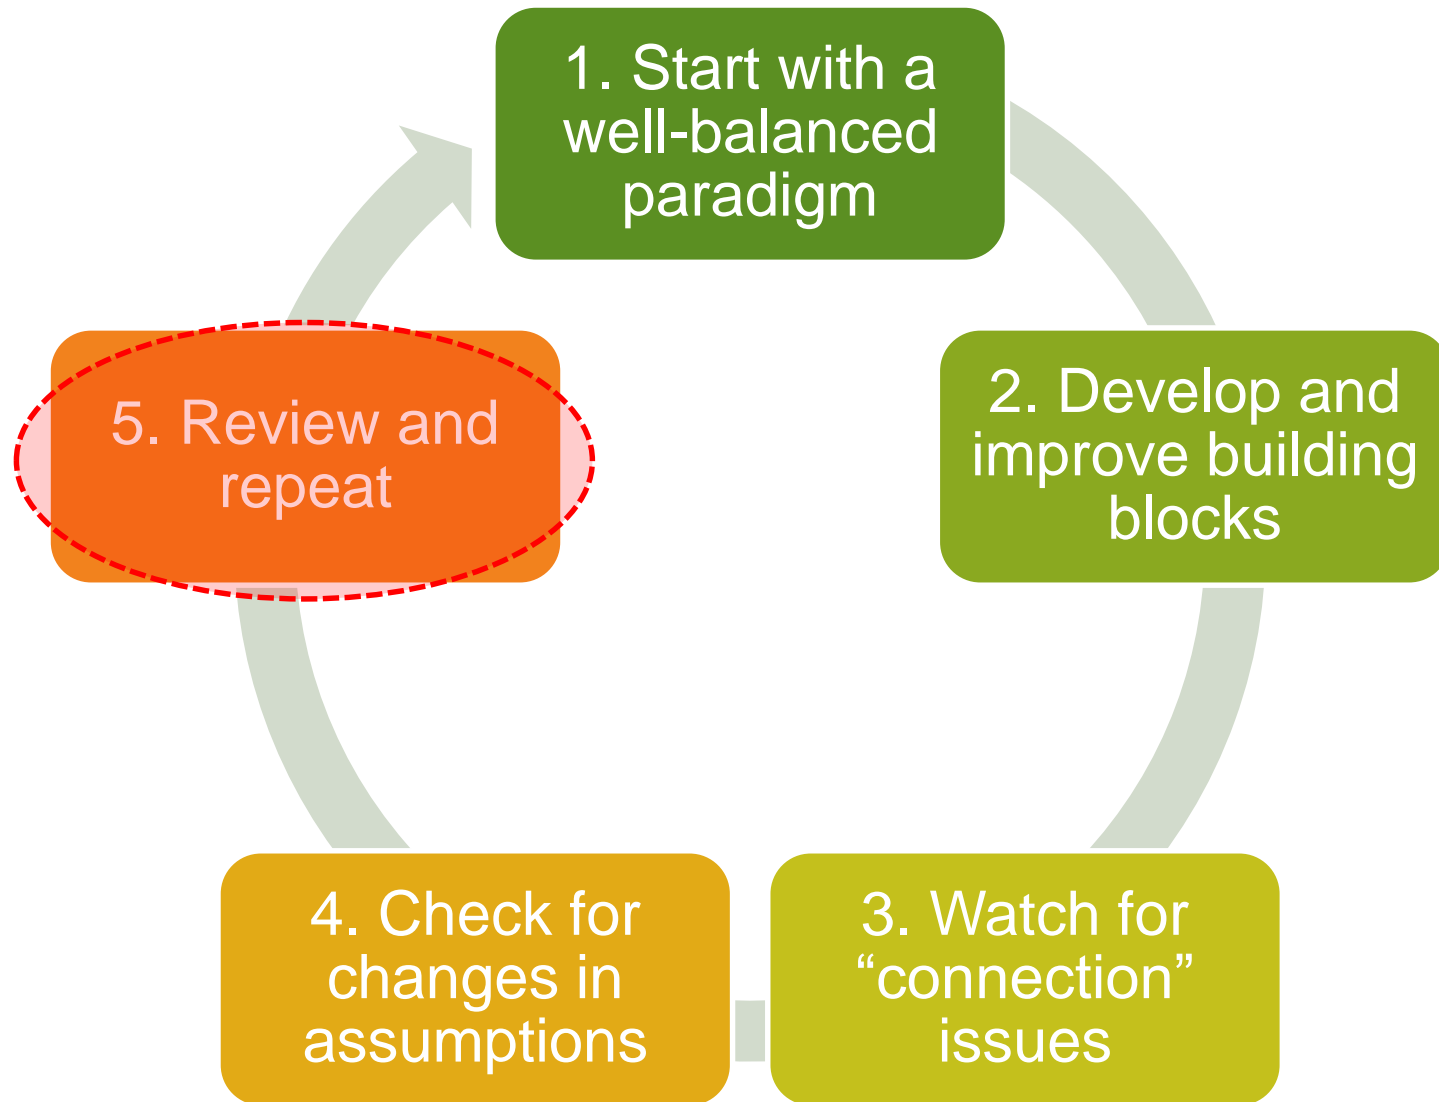 1. Start with a
well-balanced
paradigm
2. Develop and
improve building
blocks
3. Watch for
“connection”
issues
4. Check for
changes in
assumptions
5. Review and
repeat